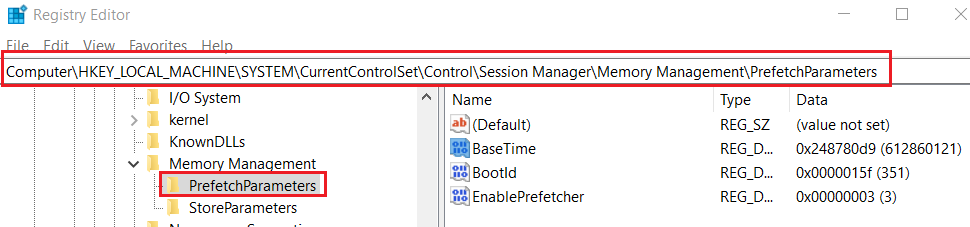 Registry Editor
File Edit View Favorites Help
Computer\HKEY_LOCAL_MACHINE\SYSTEM\CurrentControlSet\Control\Session Manager\Memory Management\PrefetchParameters
I/O System
kernel
KnownDLLs
Memory Management
PrefetchParameters
StoreParameters
Name Type Data
(Default) REG_SZ (value not set)
BaseTime REG_D... 0x248780d9 (612860121)
BootId REG_D... 0x0000015f (351)
EnablePrefetcher REG_D... 0x00000003 (3)